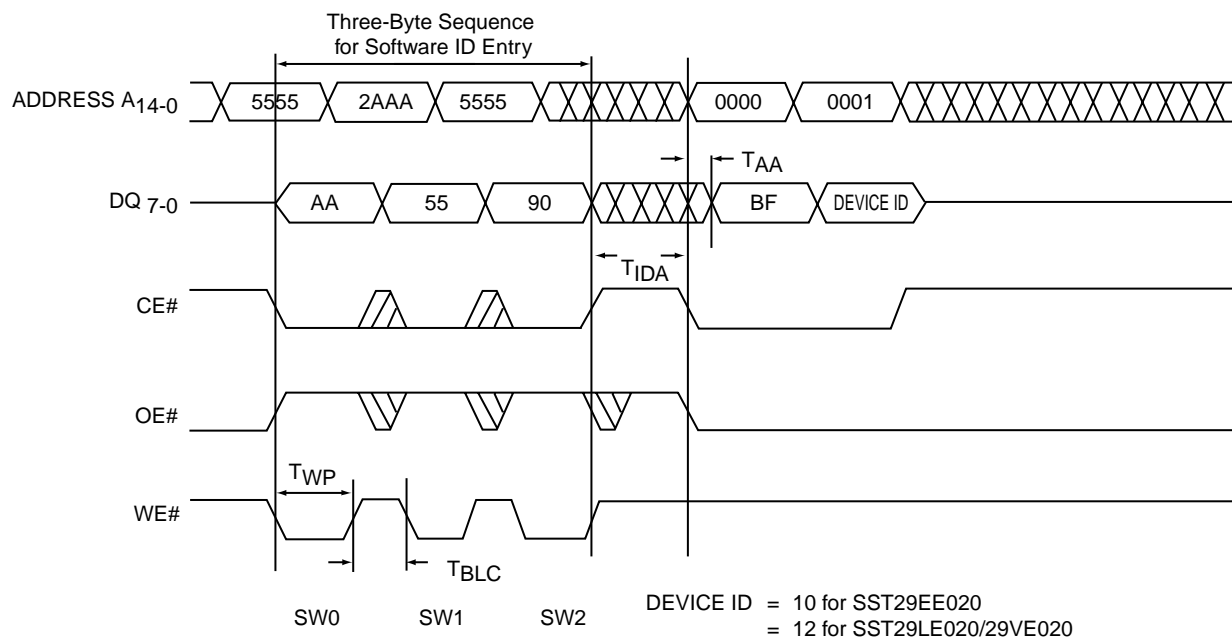 Three-Byte Sequence
for Software ID Entry
ADDRESS A14-0
5555
2AAA
5555
0000
0001
TAA
DQ 7-0
AA
55
90
BF
DEVICE ID
TIDA
CE#
OE#
TWP
WE#
TBLC
SW0
SW1
SW2
DEVICE ID = 10 for SST29EE020
= 12 for SST29LE020/29VE020